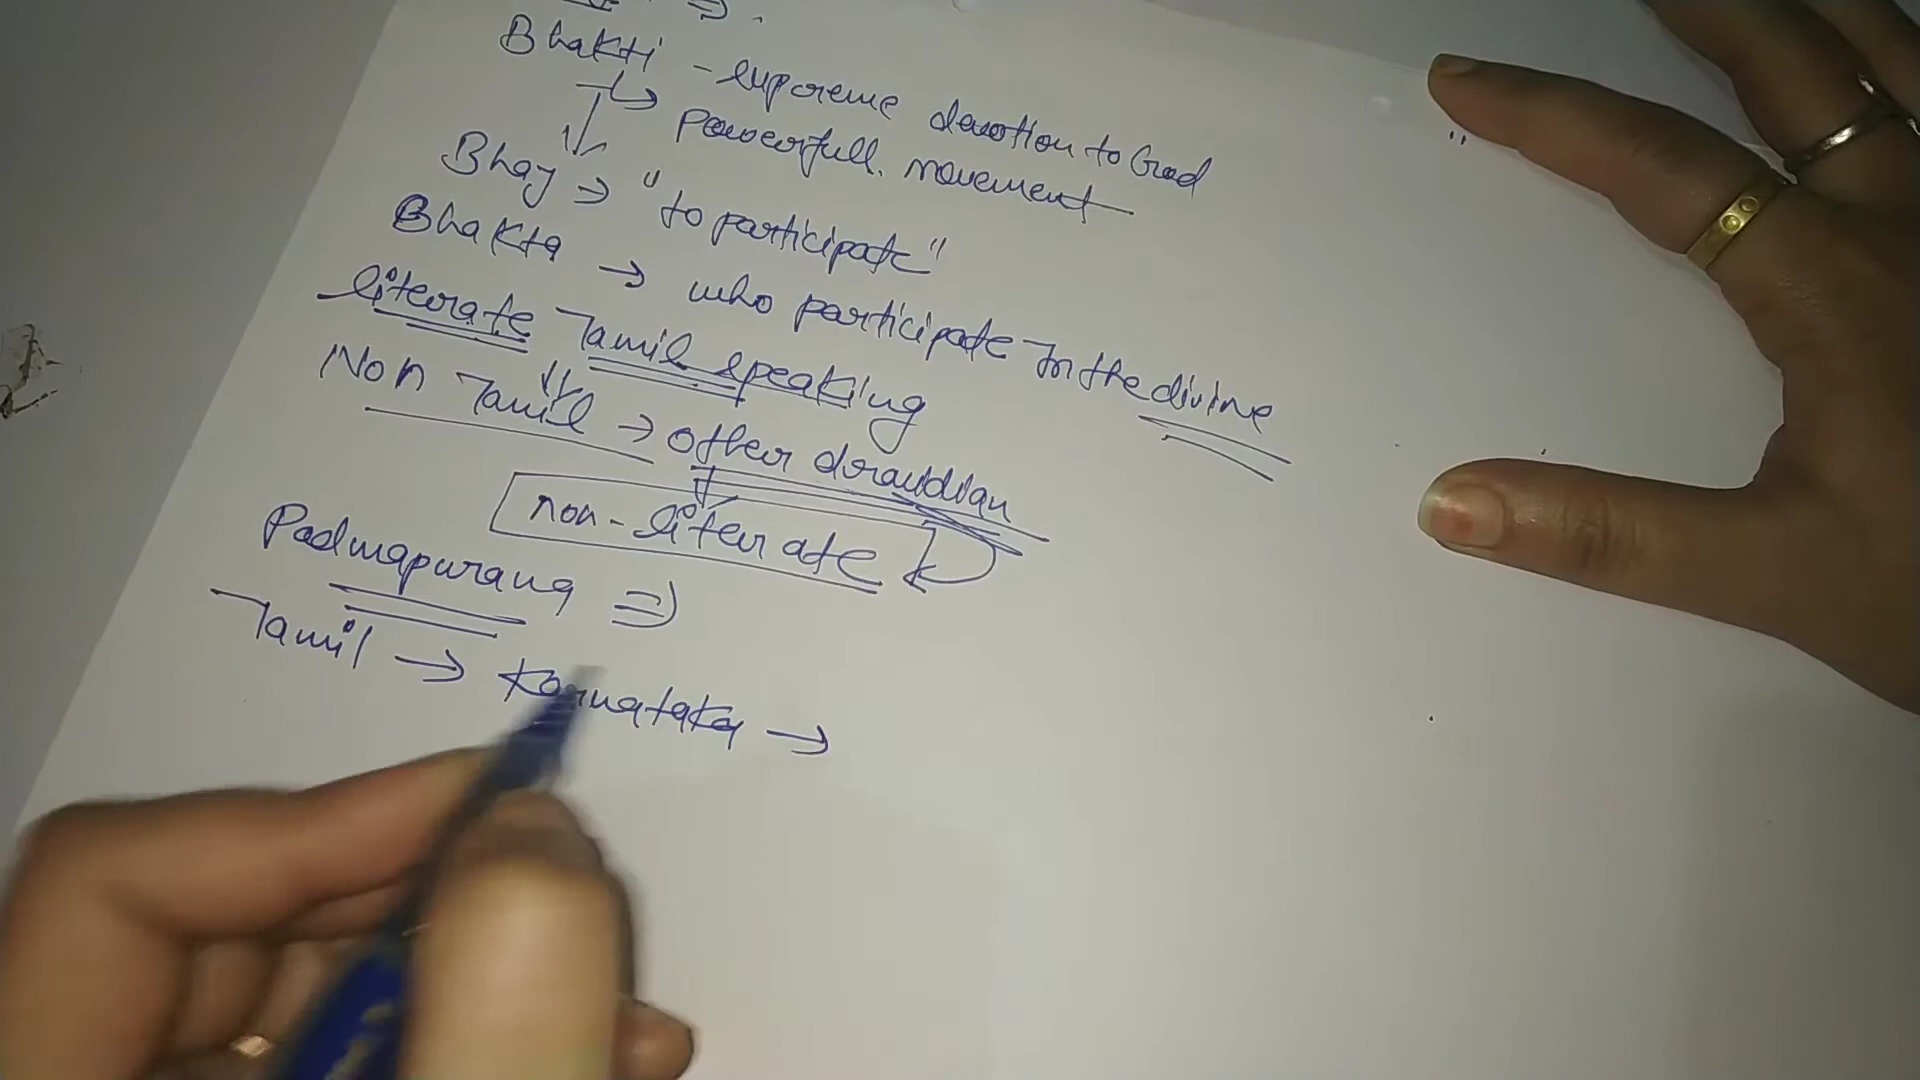 Bhakti - supreme devotion to God
↳ powerfull. movement
Bhaj ⇒ "to participate"
Bhakta → who participate in the divine
literate Tamil speaking
Non Tamil → other dravidian
non-literate
Padmapurana ⇒
Tamil → Karnataka →